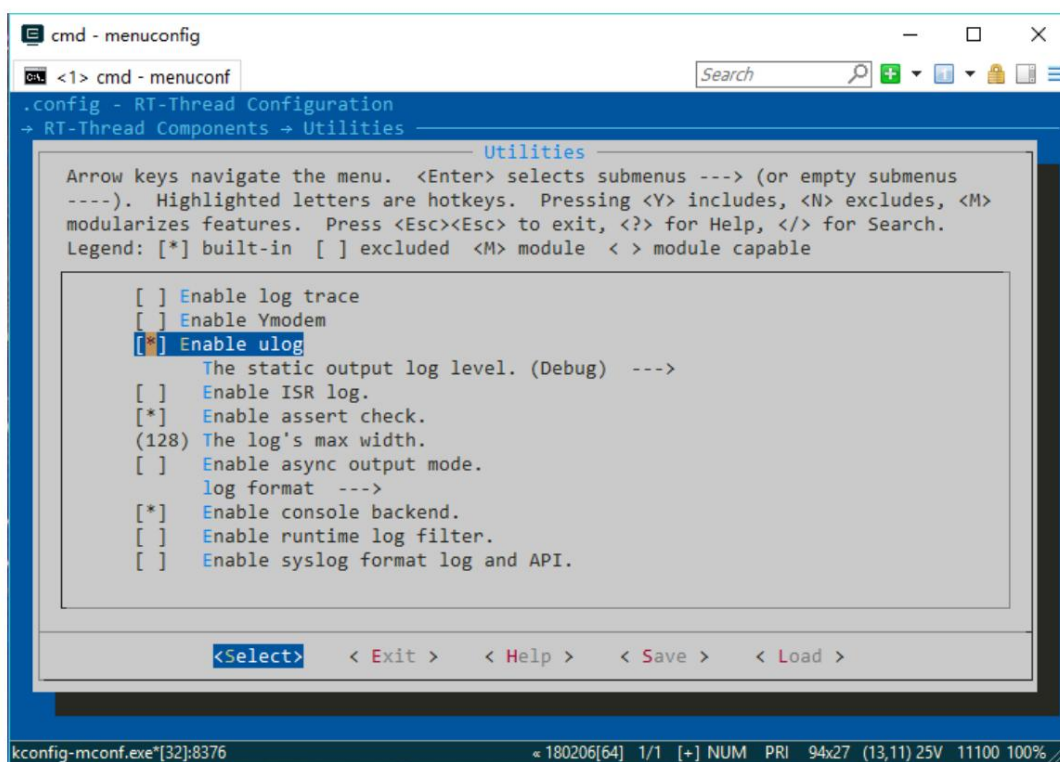 cmd - menuconfig
<1> cmd - menuconf
Search
.config - RT-Thread Configuration
→ RT-Thread Components → Utilities
Utilities
Arrow keys navigate the menu. <Enter> selects submenus ---> (or empty submenus
----). Highlighted letters are hotkeys. Pressing <Y> includes, <N> excludes, <M>
modularizes features. Press <Esc><Esc> to exit, <?> for Help, </> for Search.
Legend: [*] built-in [ ] excluded <M> module < > module capable
[ ] Enable log trace
[ ] Enable Ymodem
[*] Enable ulog
The static output log level. (Debug) --->
[ ] Enable ISR log.
[*] Enable assert check.
(128) The log's max width.
[ ] Enable async output mode.
log format --->
[*] Enable console backend.
[ ] Enable runtime log filter.
[ ] Enable syslog format log and API.
<Select> < Exit > < Help > < Save > < Load >
kconfig-mconf.exe*[32]:8376 « 180206[64] 1/1 [+] NUM PRI 94x27 (13,11) 25V 11100 100%